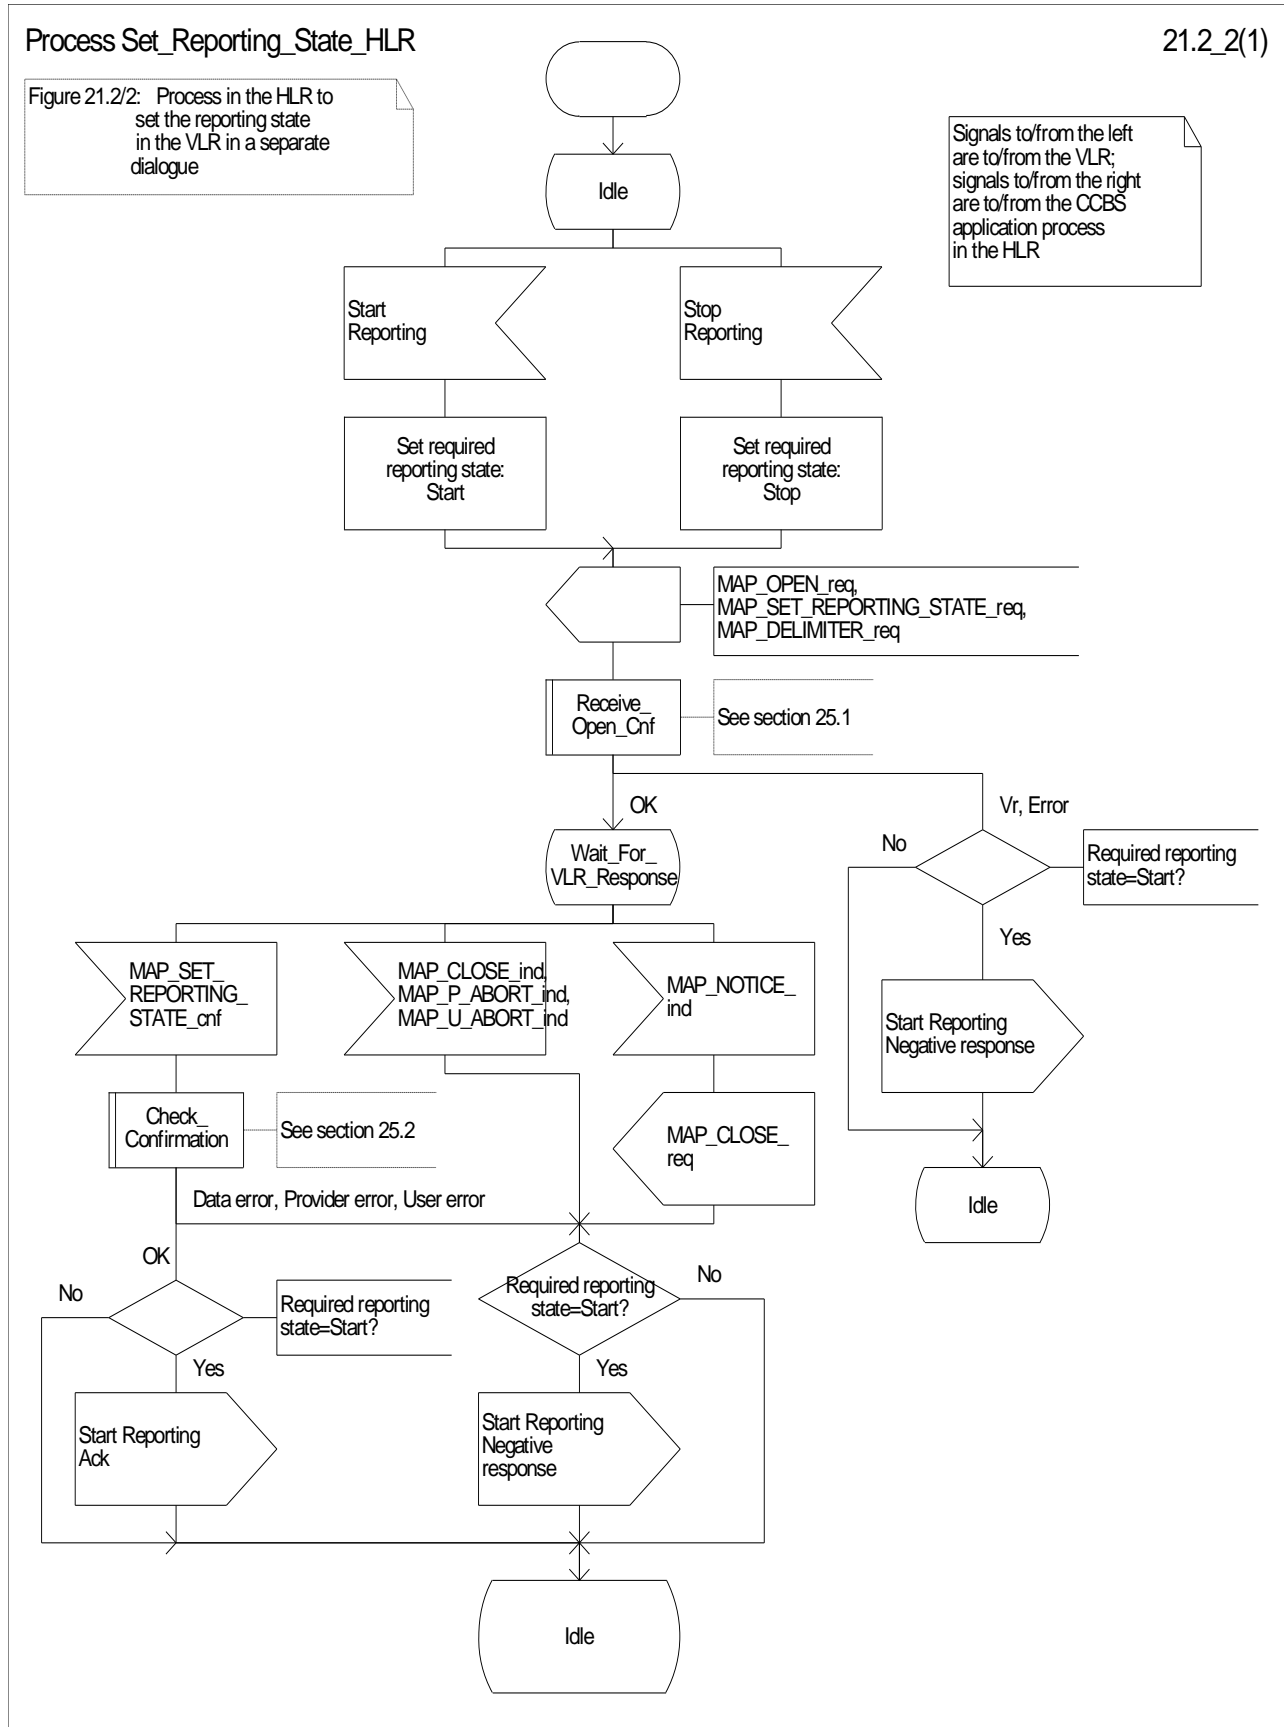 Process Set_Reporting_State_HLR
21.2_2(1)
Figure 21.2/2: Process in the HLR to
set the reporting state
in the VLR in a separate
dialogue
Signals to/from the left
are to/from the VLR;
signals to/from the right
are to/from the CCBS
application process
in the HLR
Idle
Start
Reporting
Stop
Reporting
Set required
reporting state:
Start
Set required
reporting state:
Stop
MAP_OPEN_req,
MAP_SET_REPORTING_STATE_req,
MAP_DELIMITER_req
Receive_
Open_Cnf
See section 25.1
OK
Vr, Error
Wait_For_
VLR_Response
No
Required reporting
state=Start?
Yes
MAP_SET_
REPORTING_
STATE_cnf
MAP_CLOSE_ind,
MAP_P_ABORT_ind,
MAP_U_ABORT_ind
MAP_NOTICE_
ind
Start Reporting
Negative response
Check_
Confirmation
See section 25.2
MAP_CLOSE_
req
Data error, Provider error, User error
Idle
OK
No
Required reporting
state=Start?
Required reporting
state=Start?
No
Yes
Yes
Start Reporting
Ack
Start Reporting
Negative
response
Idle